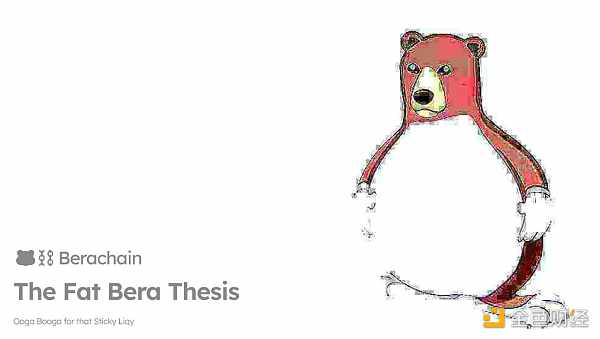 Berachain
The Fat Bera Thesis
Ooga Booga for that Sticky Liqy
金色财经